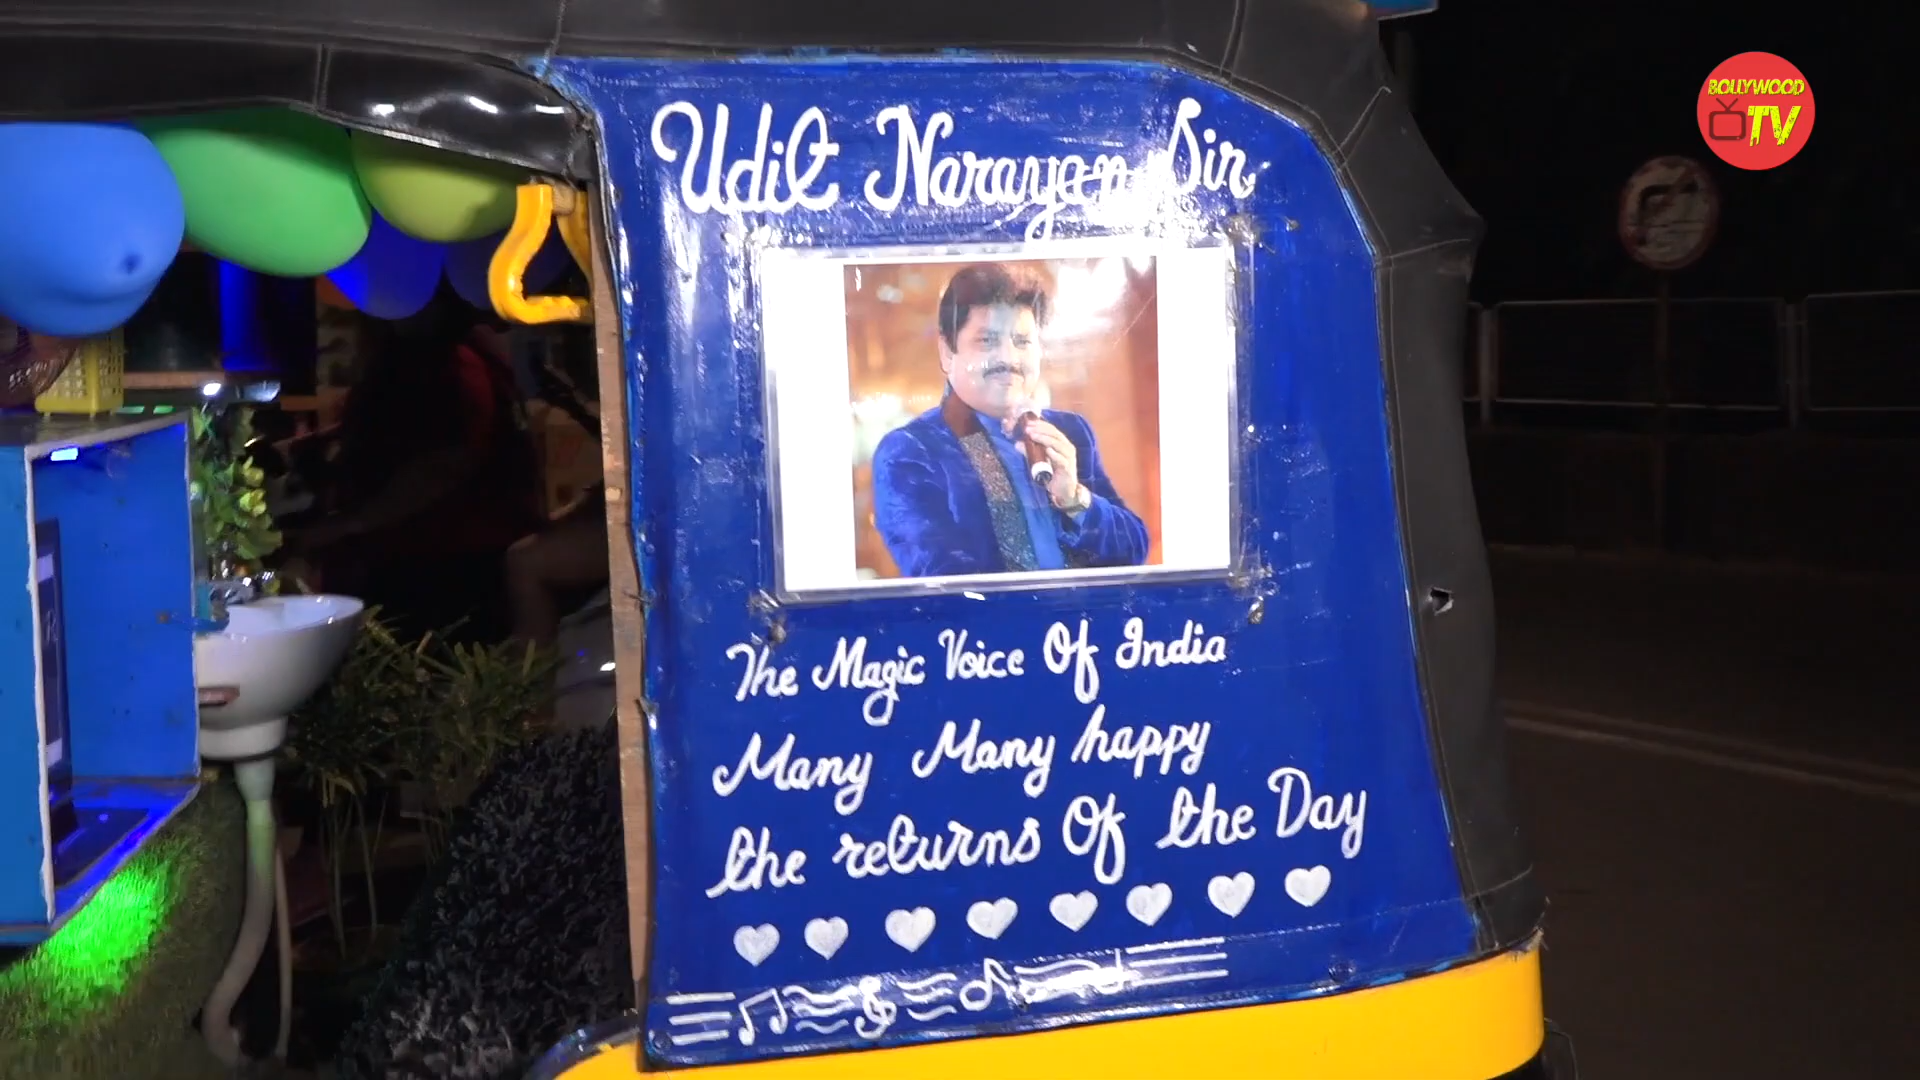 BOLLYWOOD
TV
Udit Narayan Sir
The Magic Voice Of India
Many Many happy
the returns Of the Day